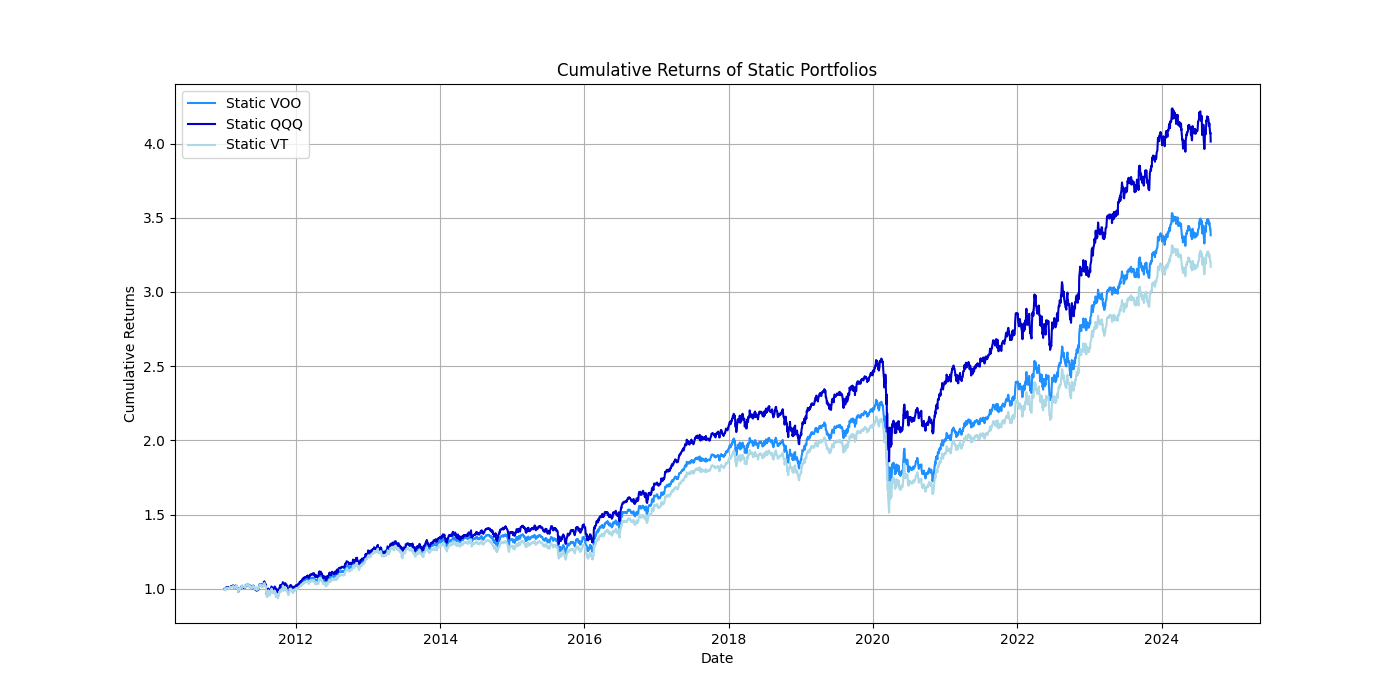 Cumulative Returns of Static Portfolios
Static VOO
Static QQQ
Static VT
4.0
3.5
3.0
2.5
2.0
1.5
1.0
Cumulative Returns
2012
2014
2016
2018
2020
2022
2024
Date